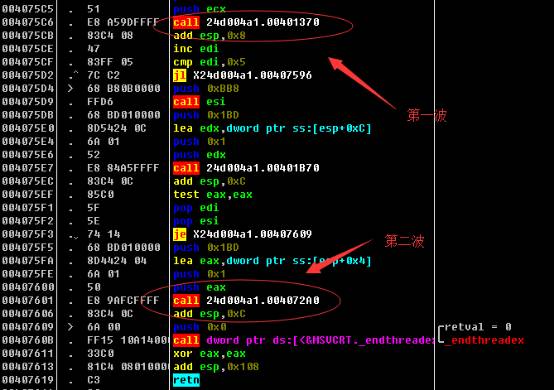 004075C5 . 51 push ecx
004075C6 . E8 A59DFFFF call 24d004a1.00401370
004075CB . 83C4 08 add esp,0x8
004075CE . 47 inc edi
004075CF . 83FF 05 cmp edi,0x5
004075D2 .^ 7C C2 jl X24d004a1.00407596
004075D4 > 68 B80B0000 push 0xBB8
004075D9 . FFD6 call esi
004075DB . 68 BD010000 push 0x1BD
004075E0 . 8D5424 0C lea edx,dword ptr ss:[esp+0xC]
004075E4 . 6A 01 push 0x1
004075E6 . 52 push edx
004075E7 . E8 84A5FFFF call 24d004a1.00401B70
004075EC . 83C4 0C add esp,0xC
004075EF . 85C0 test eax,eax
004075F1 . 5F pop edi
004075F2 . 5E pop esi
004075F3 .⌄ 74 14 je X24d004a1.00407609
004075F5 . 68 BD010000 push 0x1BD
004075FA . 8D4424 04 lea eax,dword ptr ss:[esp+0x4]
004075FE . 6A 01 push 0x1
00407600 . 50 push eax
00407601 . E8 9AFCFFFF call 24d004a1.004072A0
00407606 . 83C4 0C add esp,0xC
00407609 > 6A 00 push 0x0 retval = 0
0040760B . FF15 10A14000 call dword ptr ds:[<&MSVCRT._endthreadex _endthreadex
00407611 . 33C0 xor eax,eax
00407613 . 81C4 08010000 add esp,0x108
00407619 . C3 retn
第一波
第二波